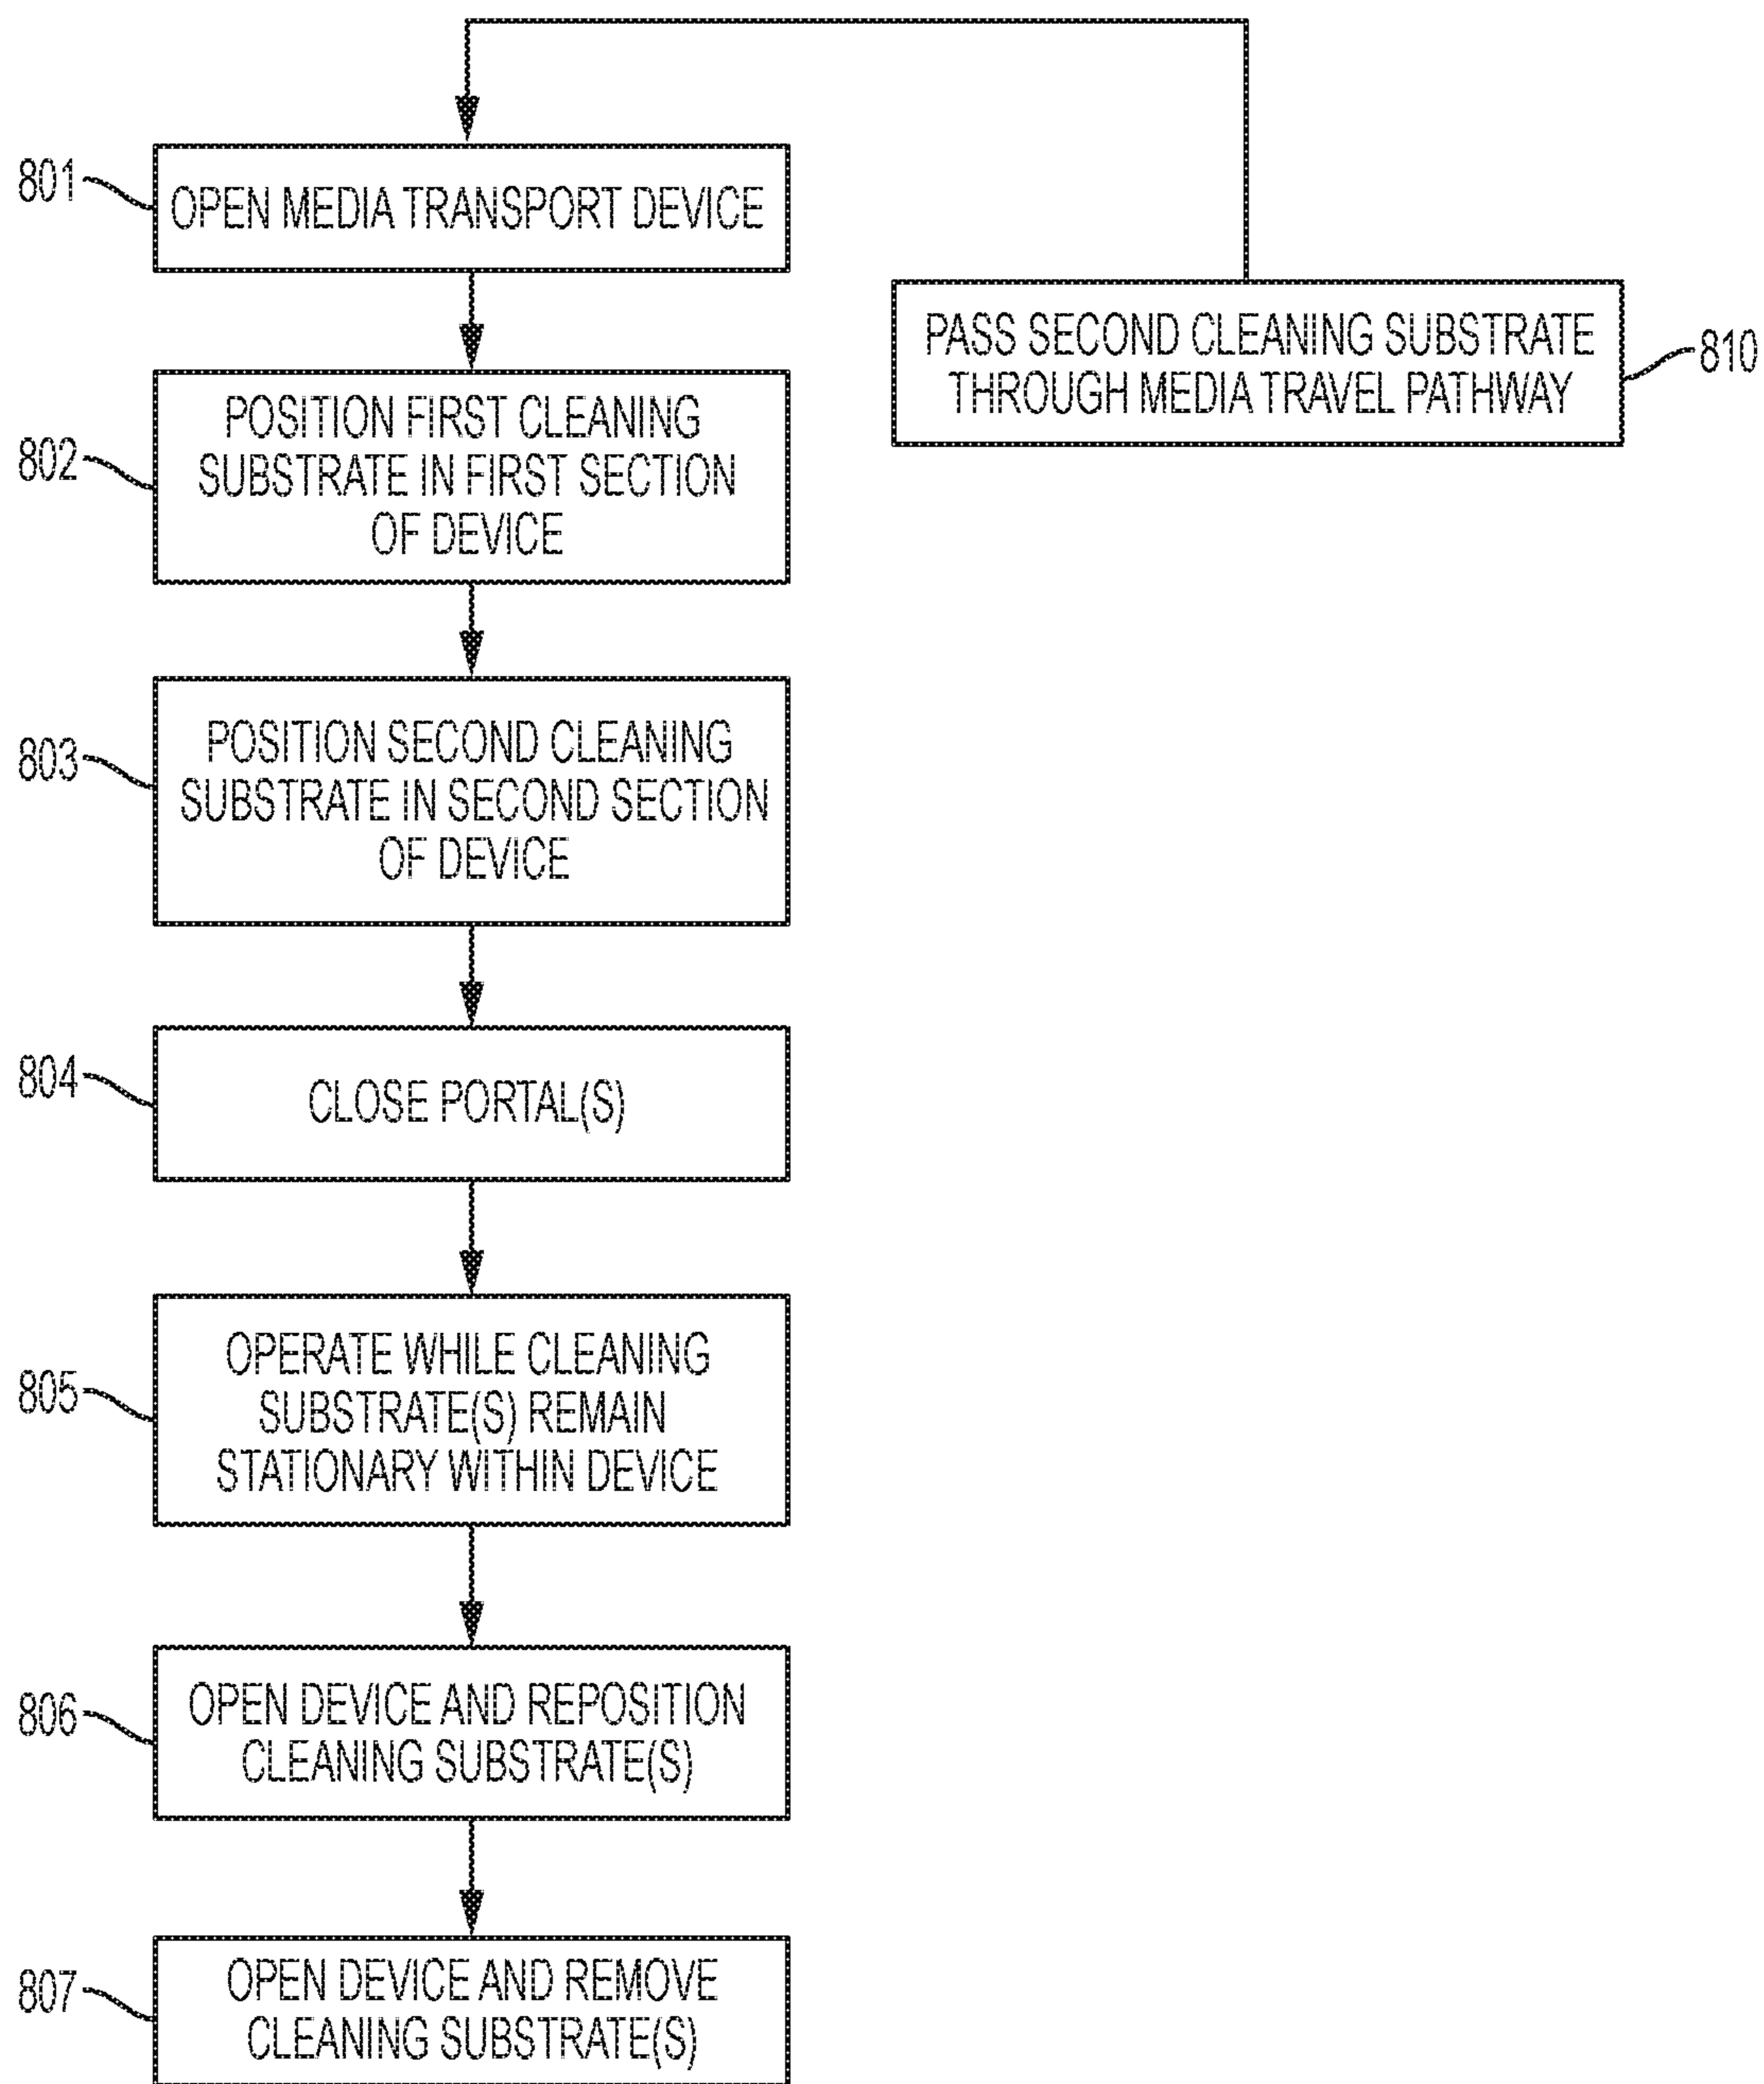 801
OPEN MEDIA TRANSPORT DEVICE
PASS SECOND CLEANING SUBSTRATE
THROUGH MEDIA TRAVEL PATHWAY
810
802
POSITION FIRST CLEANING
SUBSTRATE IN FIRST SECTION
OF DEVICE
803
POSITION SECOND CLEANING
SUBSTRATE IN SECOND SECTION
OF DEVICE
804
CLOSE PORTAL(S)
805
OPERATE WHILE CLEANING
SUBSTRATE(S) REMAIN
STATIONARY WITHIN DEVICE
806
OPEN DEVICE AND REPOSITION
CLEANING SUBSTRATE(S)
807
OPEN DEVICE AND REMOVE
CLEANING SUBSTRATE(S)